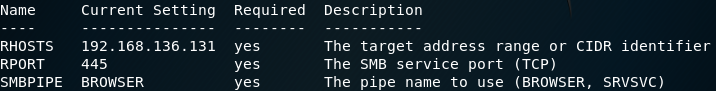 Name     Current Setting  Required  Description
----     ---------------  --------  -----------
RHOSTS   192.168.136.131  yes       The target address range or CIDR identifier
RPORT    445              yes       The SMB service port (TCP)
SMBPIPE  BROWSER          yes       The pipe name to use (BROWSER, SRVSVC)